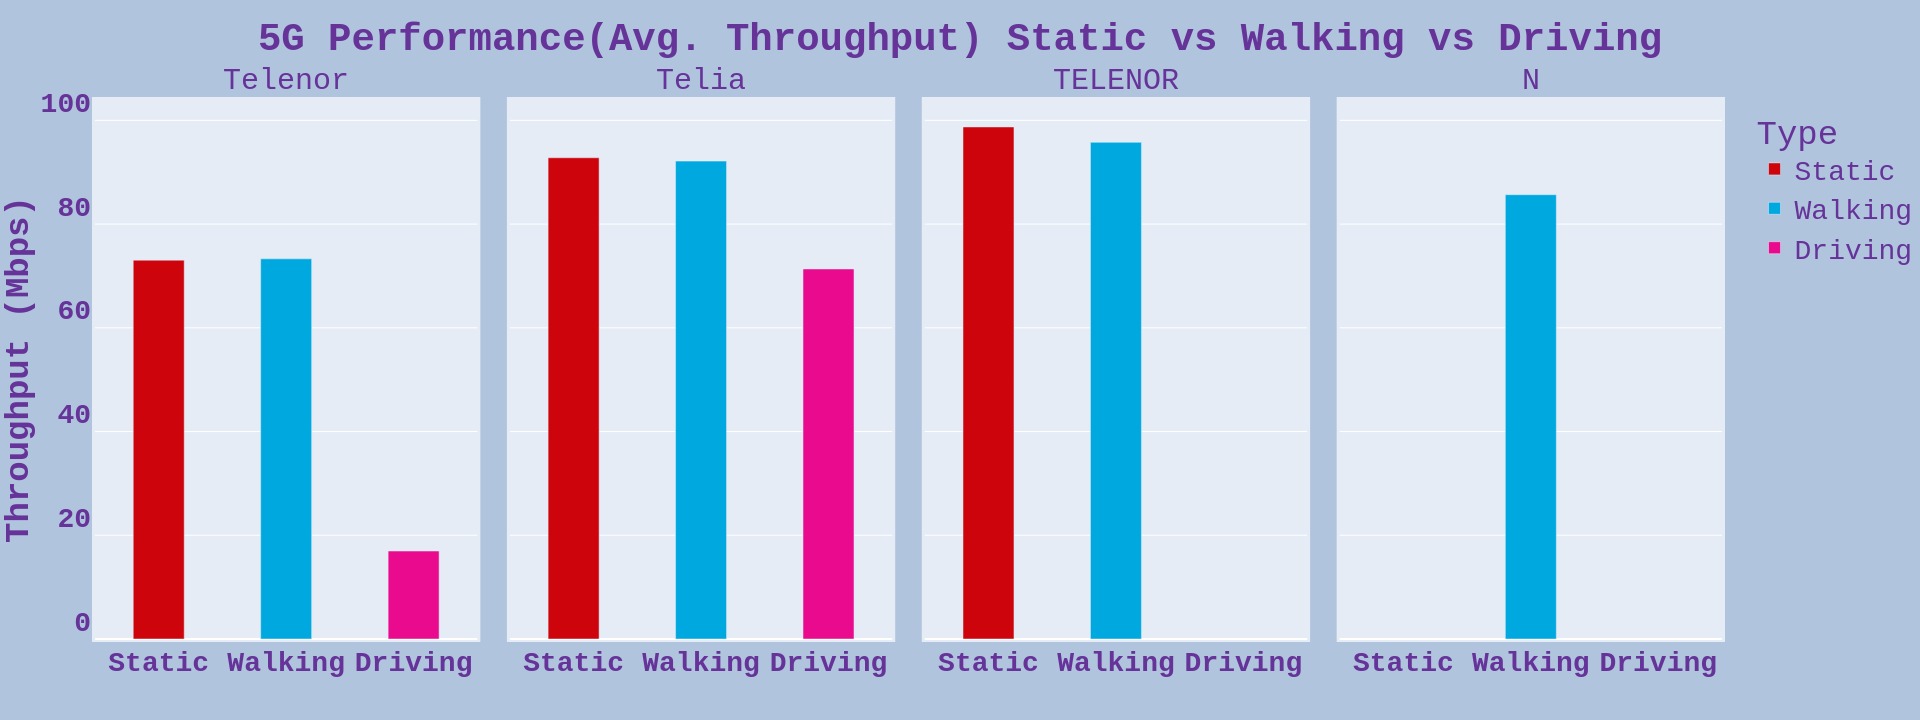 5G Performance(Avg. Throughput) Static vs Walking vs Driving
Telenor
Telia
TELENOR
N
100
80
60
40
20
0
Throughput (Mbps)
Static Walking Driving
Static Walking Driving
Static Walking Driving
Static Walking Driving
Type
Static
Walking
Driving